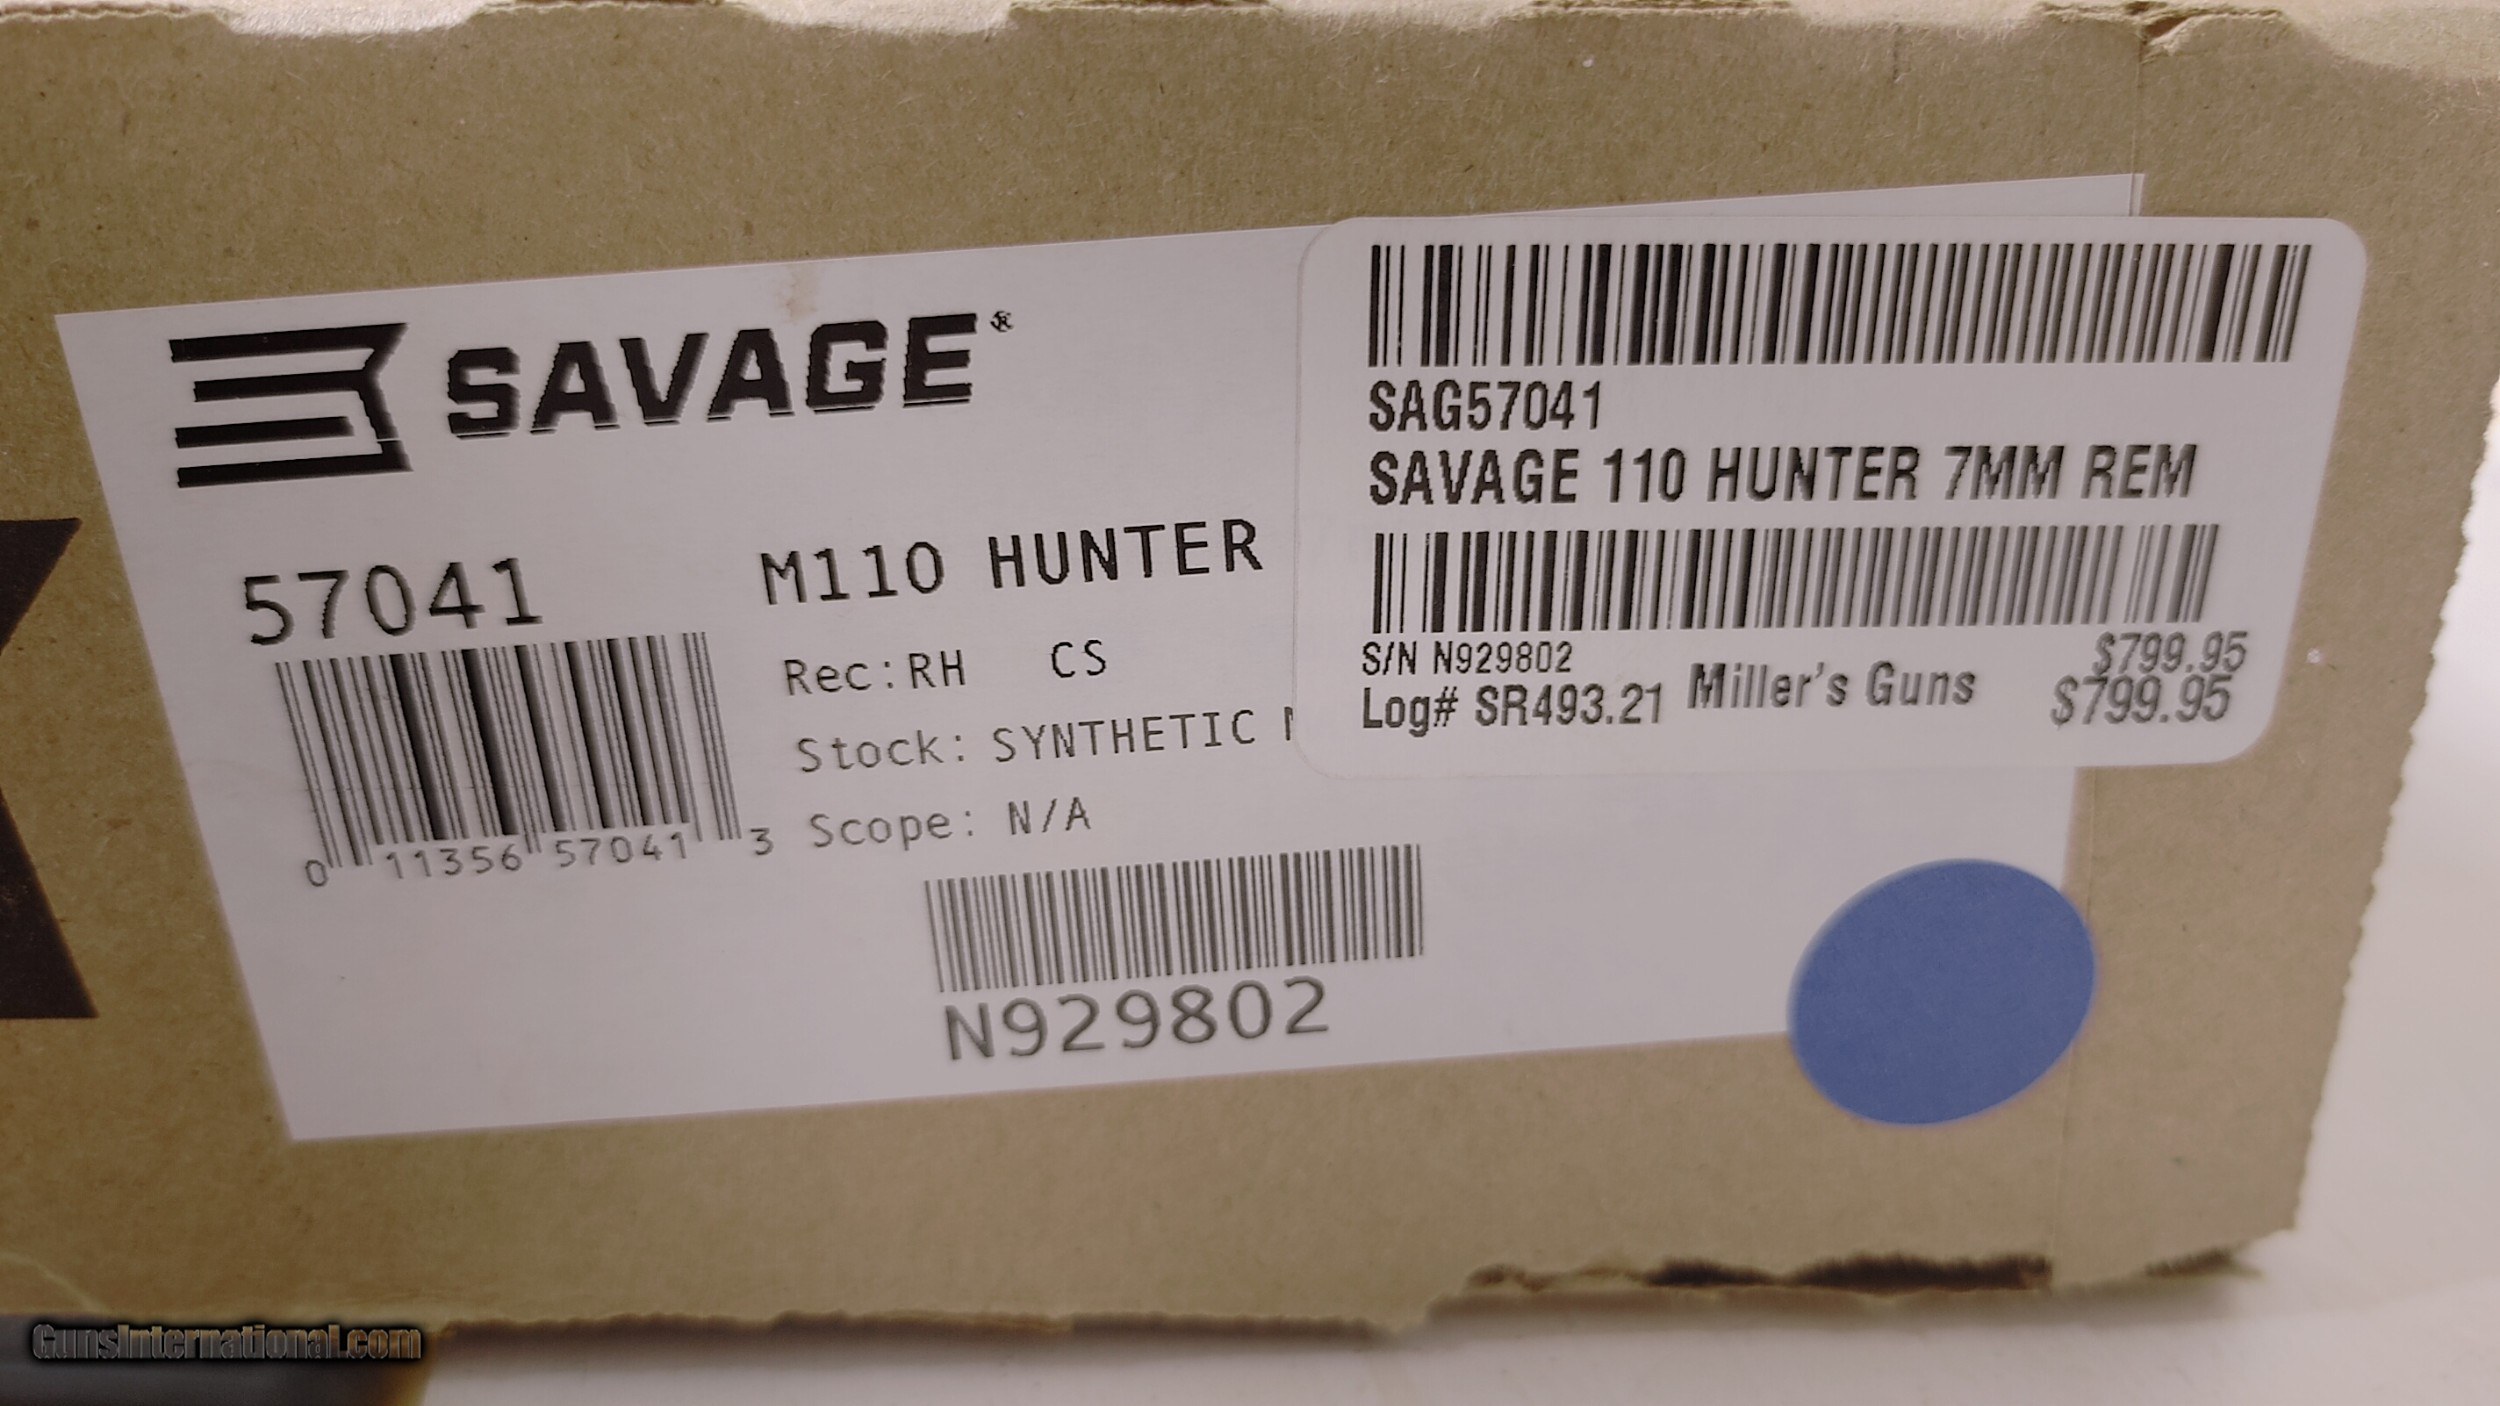 SAVAGE®
57041
M110 HUNTER
Rec:RH CS
Stock: SYNTHETIC
Scope: N/A
0 11356 57041 3
N929802
SAG57041
SAVAGE 110 HUNTER 7MM REM
S/N N929802
$799.95
Log# SR493.21 Miller's Guns $799.95
GunsInternational.com